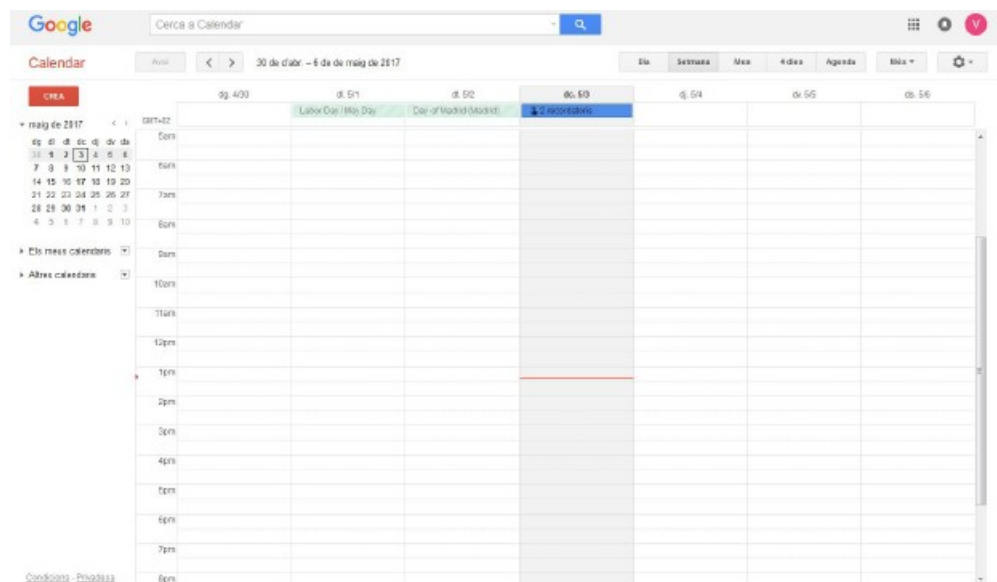 Google
Cerca a Calendar
V
Calendar
Avui
30 de d'abr. – 6 de de maig de 2017
Dia Setmana Mes 4 dies Agenda Més
CREA
dg. 4/30 dl. 5/1 dt. 5/2 dc. 5/3 dj. 5/4 dv. 5/5 ds. 5/6
Labor Day / May Day Day of Madrid (Madrid) 2 recordatoris
maig de 2017
GMT+02
dg dl dt dc dj dv ds
30 1 2 3 4 5 6
7 8 9 10 11 12 13
14 15 16 17 18 19 20
21 22 23 24 25 26 27
28 29 30 31 1 2 3
4 5 6 7 8 9 10
Els meus calendaris
Altres calendaris
5am
6am
7am
8am
9am
10am
11am
12pm
1pm
2pm
3pm
4pm
5pm
6pm
7pm
8pm
Condicions - Privadesa